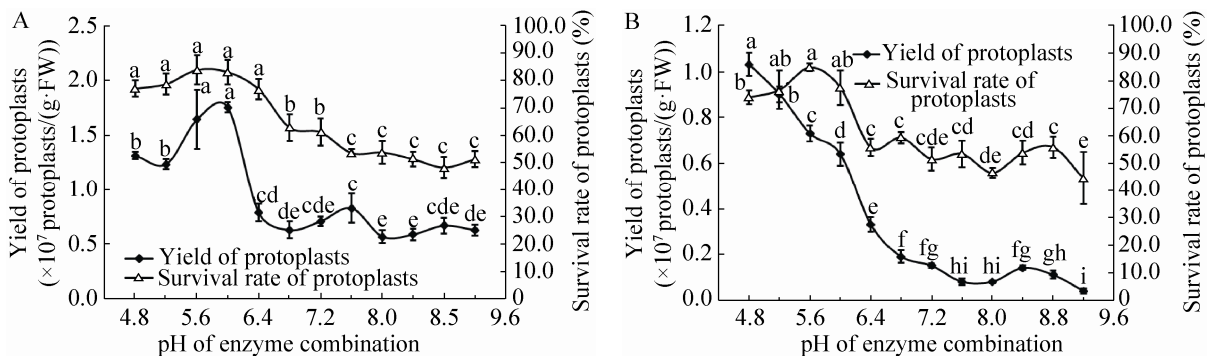 A
Yield of protoplasts
(×10⁷protoplasts/(g·FW))
2.5
2.0
1.5
1.0
0.5
0.0
a a a a a b b c c c c c
b b a a cd de cde c e e cde de
Yield of protoplasts
Survival rate of protoplasts
100.0
90.0
80.0
70.0
60.0
50.0
40.0
30.0
20.0
10.0
0
Survival rate of protoplasts (%)
4.8 5.6 6.4 7.2 8.0 8.5 9.6
pH of enzyme combination
B
Yield of protoplasts
(×10⁷protoplasts/(g·FW))
1.2
1.0
0.8
0.6
0.4
0.2
0.0
a ab a ab
b b c d c c cde cd de cd c e
e f fg hi hi fg gh i
Yield of protoplasts
Survival rate of
protoplasts
100.0
90.0
80.0
70.0
60.0
50.0
40.0
30.0
20.0
10.0
0
Survival rate of protoplasts (%)
4.8 5.6 6.4 7.2 8.0 8.8 9.6
pH of enzyme combination